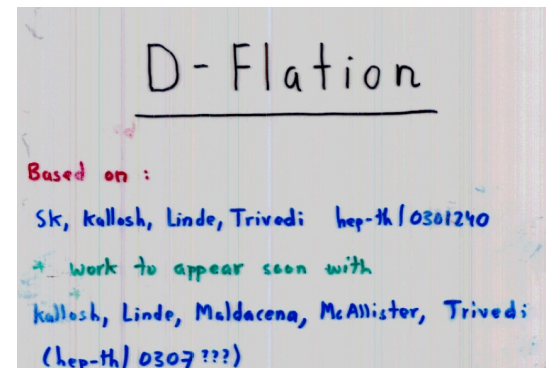 D - Flation
Based on :
SK, Kallosh, Linde, Trivedi hep-th/0301240
+ work to appear soon with
Kallosh, Linde, Maldacena, McAllister, Trivedi
(hep-th/0307???)